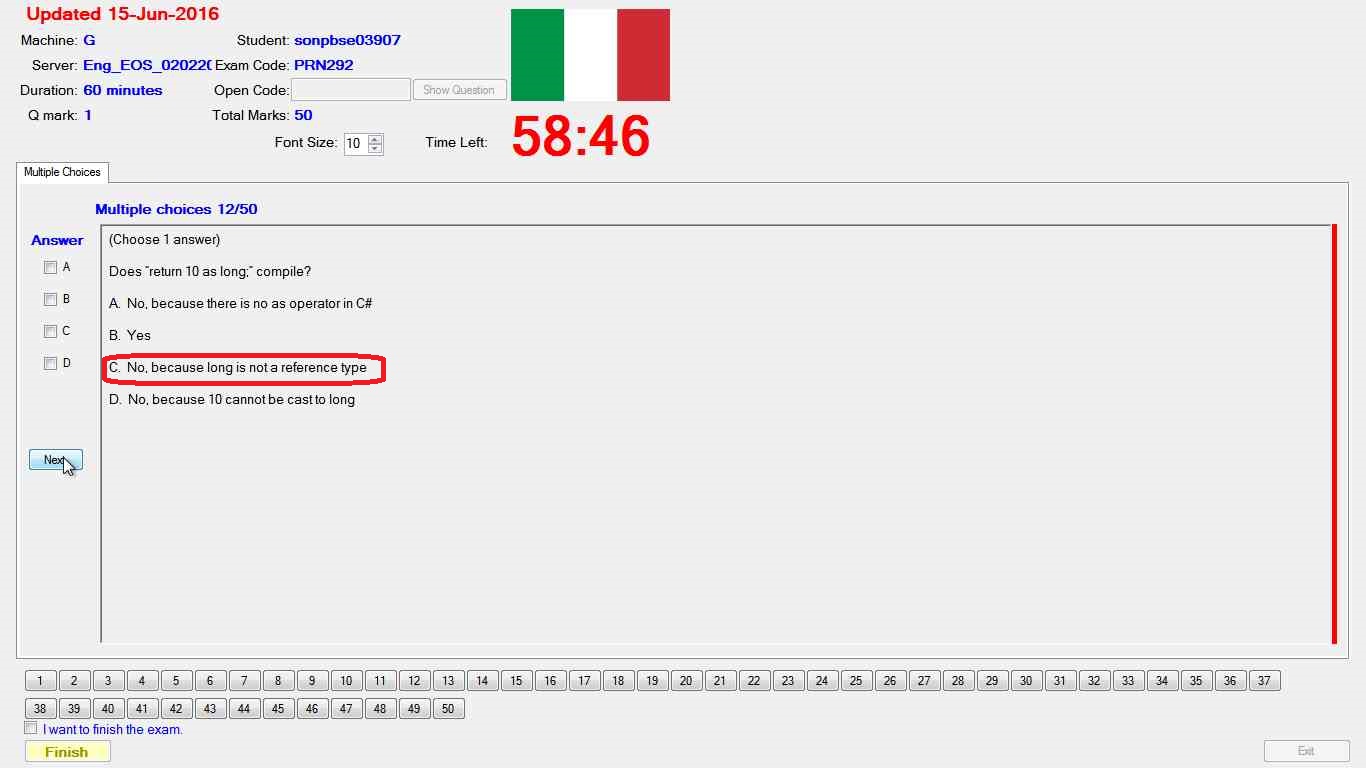 Updated 15-Jun-2016
Machine: G Student: sonpbse03907
Server: Eng_EOS_020220 Exam Code: PRN292
Duration: 60 minutes Open Code: Show Question
Q mark: 1 Total Marks: 50
Font Size: 10 Time Left: 58:46
Multiple Choices
Multiple choices 12/50
Answer
(Choose 1 answer)
A
Does "return 10 as long;" compile?
B
A. No, because there is no as operator in C#
C
B. Yes
D
C. No, because long is not a reference type
D. No, because 10 cannot be cast to long
Next
1 2 3 4 5 6 7 8 9 10 11 12 13 14 15 16 17 18 19 20 21 22 23 24 25 26 27 28 29 30 31 32 33 34 35 36 37
38 39 40 41 42 43 44 45 46 47 48 49 50
I want to finish the exam.
Finish Exit